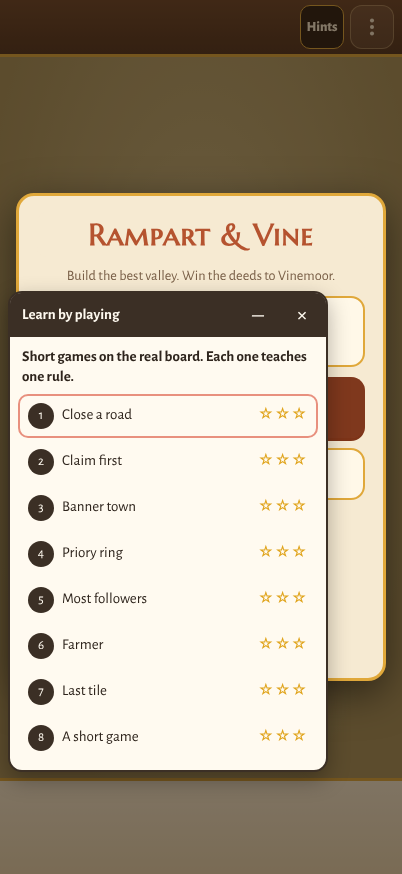 Hints
Rampart & Vine
Build the best valley. Win the deeds to Vinemoor.
Learn by playing
Short games on the real board. Each one teaches
one rule.
1 Close a road
2 Claim first
3 Banner town
4 Priory ring
5 Most followers
6 Farmer
7 Last tile
8 A short game